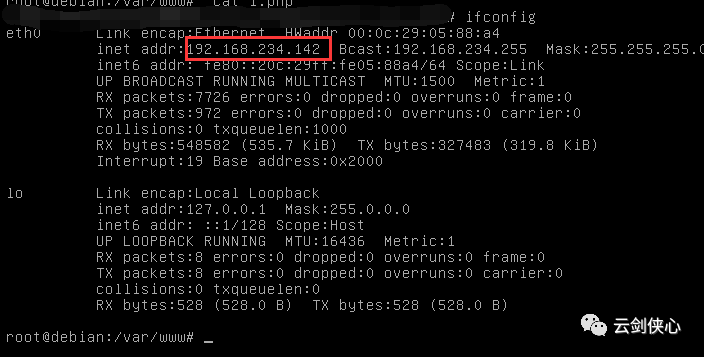 root@debian:/var/www# cat 1.php
# ifconfig
eth0 Link encap:Ethernet HWaddr 00:0c:29:05:88:a4
inet addr:192.168.234.142 Bcast:192.168.234.255 Mask:255.255.255.0
inet6 addr: fe80::20c:29ff:fe05:88a4/64 Scope:Link
UP BROADCAST RUNNING MULTICAST MTU:1500 Metric:1
RX packets:7726 errors:0 dropped:0 overruns:0 frame:0
TX packets:972 errors:0 dropped:0 overruns:0 carrier:0
collisions:0 txqueuelen:1000
RX bytes:548582 (535.7 KiB) TX bytes:327483 (319.8 KiB)
Interrupt:19 Base address:0x2000
lo Link encap:Local Loopback
inet addr:127.0.0.1 Mask:255.0.0.0
inet6 addr: ::1/128 Scope:Host
UP LOOPBACK RUNNING MTU:16436 Metric:1
RX packets:8 errors:0 dropped:0 overruns:0 frame:0
TX packets:8 errors:0 dropped:0 overruns:0 carrier:0
collisions:0 txqueuelen:0
RX bytes:528 (528.0 B) TX bytes:528 (528.0 B)
root@debian:/var/www# _
云剑侠心